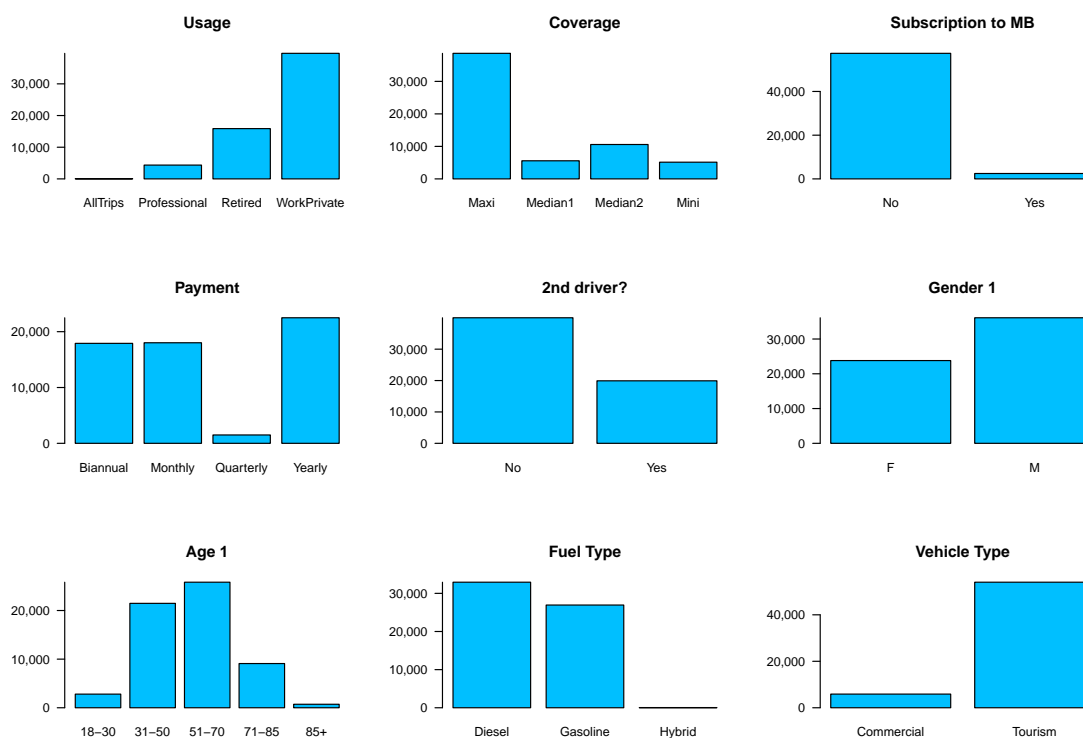 Usage
30,000
20,000
10,000
0
AllTrips Professional Retired WorkPrivate
Coverage
30,000
20,000
10,000
0
Maxi Median1 Median2 Mini
Subscription to MB
40,000
20,000
0
No Yes
Payment
20,000
10,000
0
Biannual Monthly Quarterly Yearly
2nd driver?
30,000
20,000
10,000
0
No Yes
Gender 1
30,000
20,000
10,000
0
F M
Age 1
20,000
10,000
0
18−30 31−50 51−70 71−85 85+
Fuel Type
30,000
20,000
10,000
0
Diesel Gasoline Hybrid
Vehicle Type
40,000
20,000
0
Commercial Tourism